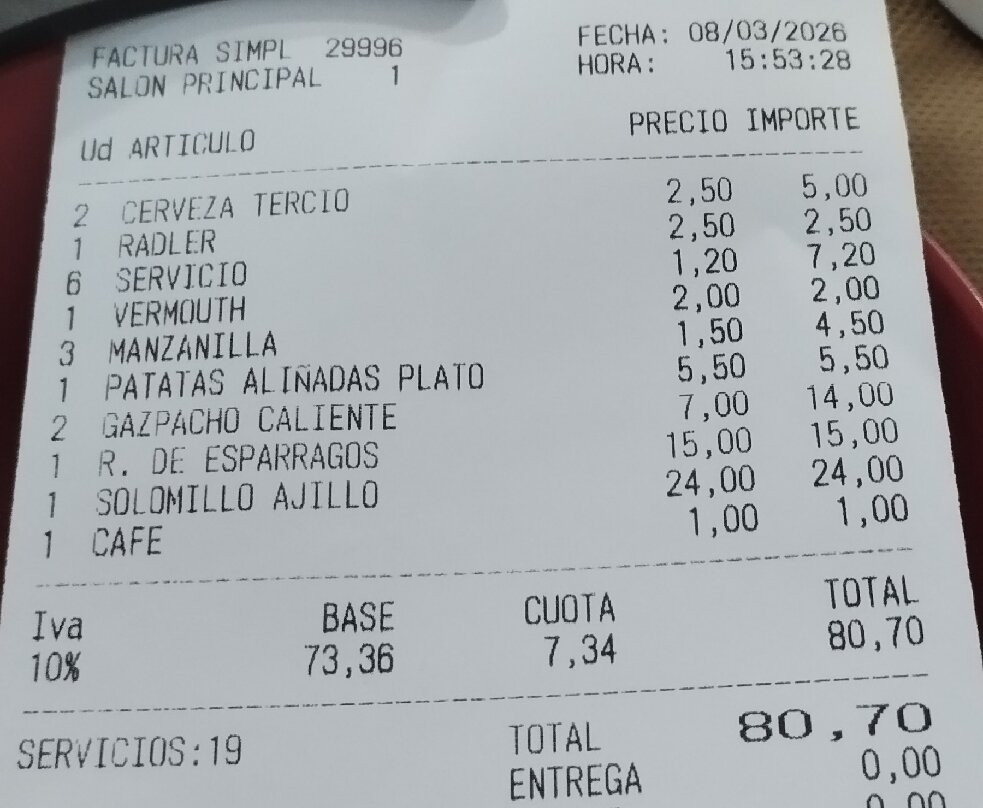 FACTURA SIMPL 29996 FECHA: 08/03/2026
SALON PRINCIPAL 1 HORA: 15:53:28
Ud ARTICULO PRECIO IMPORTE
2 CERVEZA TERCIO 2,50 5,00
1 RADLER 2,50 2,50
6 SERVICIO 1,20 7,20
1 VERMOUTH 2,00 2,00
3 MANZANILLA 1,50 4,50
1 PATATAS ALIÑADAS PLATO 5,50 5,50
2 GAZPACHO CALIENTE 7,00 14,00
1 R. DE ESPARRAGOS 15,00 15,00
1 SOLOMILLO AJILLO 24,00 24,00
1 CAFE 1,00 1,00
Iva BASE CUOTA TOTAL
10% 73,36 7,34 80,70
SERVICIOS:19 TOTAL 80,70
ENTREGA 0,00